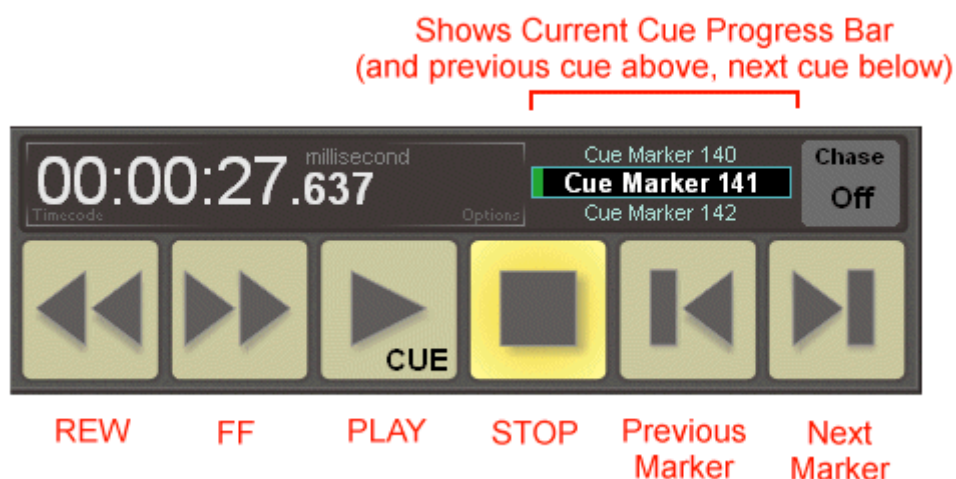 Shows Current Cue Progress Bar
(and previous cue above, next cue below)
00:00:27.637
millisecond
Timecode
Options
Cue Marker 140
Cue Marker 141
Cue Marker 142
Chase
Off
CUE
REW
FF
PLAY
STOP
Previous
Marker
Next
Marker